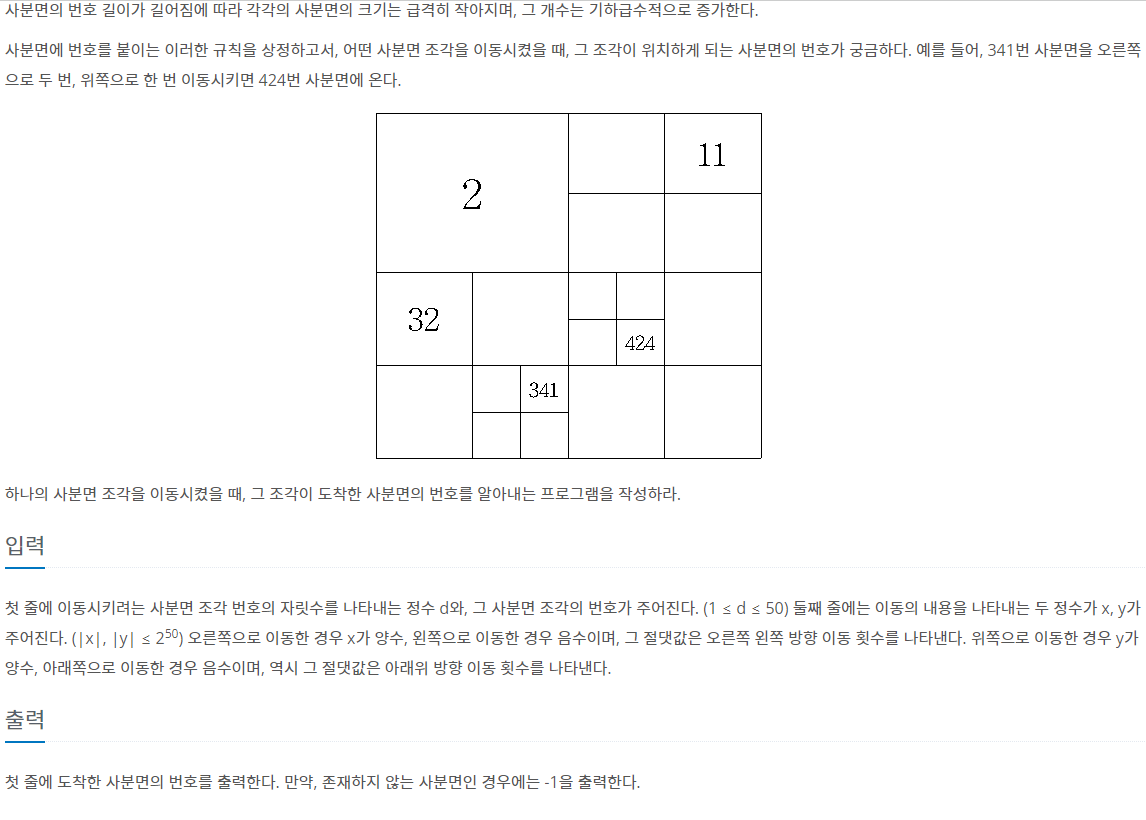 사분면의 번호 길이가 길어짐에 따라 각각의 사분면의 크기는 급격히 작아지며, 그 개수는 기하급수적으로 증가한다.
사분면에 번호를 붙이는 이러한 규칙을 상정하고서, 어떤 사분면 조각을 이동시켰을 때, 그 조각이 위치하게 되는 사분면의 번호가 궁금하다. 예를 들어, 341번 사분면을 오른쪽
으로 두 번, 위쪽으로 한 번 이동시키면 424번 사분면에 온다.
11
2
32
424
341
하나의 사분면 조각을 이동시켰을 때, 그 조각이 도착한 사분면의 번호를 알아내는 프로그램을 작성하라.
입력
첫 줄에 이동시키려는 사분면 조각 번호의 자릿수를 나타내는 정수 d와, 그 사분면 조각의 번호가 주어진다. (1 ≤ d ≤ 50) 둘째 줄에는 이동의 내용을 나타내는 두 정수가 x, y가
주어진다. (|x|, |y| ≤ 2⁵⁰) 오른쪽으로 이동한 경우 x가 양수, 왼쪽으로 이동한 경우 음수이며, 그 절댓값은 오른쪽 왼쪽 방향 이동 횟수를 나타낸다. 위쪽으로 이동한 경우 y가
양수, 아래쪽으로 이동한 경우 음수이며, 역시 그 절댓값은 아래위 방향 이동 횟수를 나타낸다.
출력
첫 줄에 도착한 사분면의 번호를 출력한다. 만약, 존재하지 않는 사분면인 경우에는 -1을 출력한다.